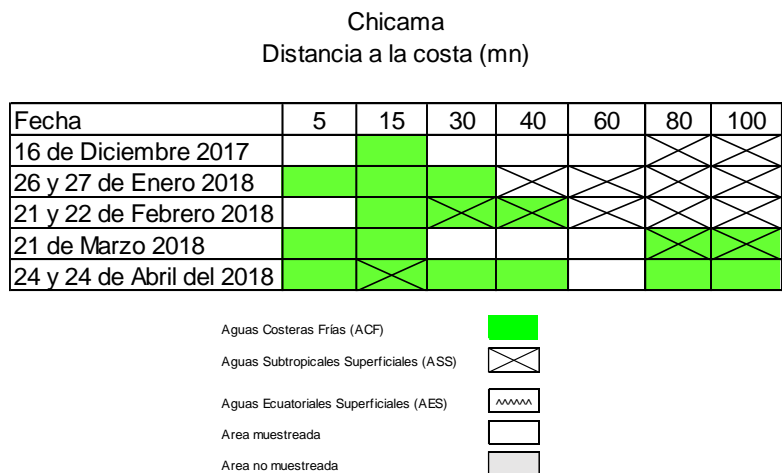 Chicama
Distancia a la costa (mn)
Fecha 5 15 30 40 60 80 100
16 de Diciembre 2017
26 y 27 de Enero 2018
21 y 22 de Febrero 2018
21 de Marzo 2018
24 y 24 de Abril del 2018
Aguas Costeras Frías (ACF)
Aguas Subtropicales Superficiales (ASS)
Aguas Ecuatoriales Superficiales (AES)
Area muestreada
Area no muestreada